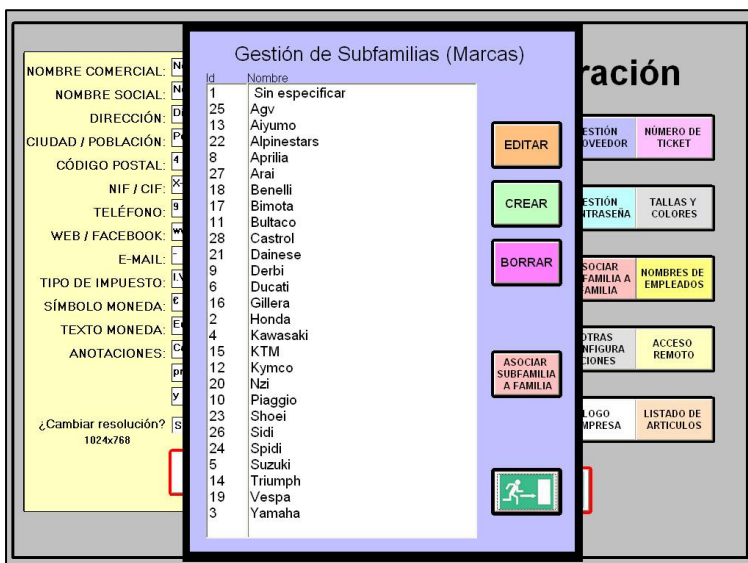 Gestión de Subfamilias (Marcas)
Id Nombre
1 Sin especificar
25 Agv
13 Aiyumo
22 Alpinestars
8 Aprilia
27 Arai
18 Benelli
17 Bimota
11 Bultaco
28 Castrol
21 Dainese
9 Derbi
6 Ducati
16 Gillera
2 Honda
4 Kawasaki
15 KTM
12 Kymco
20 Nzi
10 Piaggio
23 Shoei
26 Sidi
24 Spidi
5 Suzuki
14 Triumph
19 Vespa
3 Yamaha
EDITAR
CREAR
BORRAR
ASOCIAR
SUBFAMILIA
A FAMILIA
NOMBRE COMERCIAL:
NOMBRE SOCIAL:
DIRECCIÓN:
CIUDAD / POBLACIÓN:
CÓDIGO POSTAL: 4
NIF / CIF: X-
TELÉFONO: 9
WEB / FACEBOOK:
E-MAIL: -
TIPO DE IMPUESTO:
SÍMBOLO MONEDA: €
TEXTO MONEDA:
ANOTACIONES:
y
¿Cambiar resolución? S
1024x768
ración
NÚMERO DE
TICKET
TALLAS Y
COLORES
NOMBRES DE
EMPLEADOS
ACCESO
REMOTO
LOGO
LISTADO DE
ARTICULOS